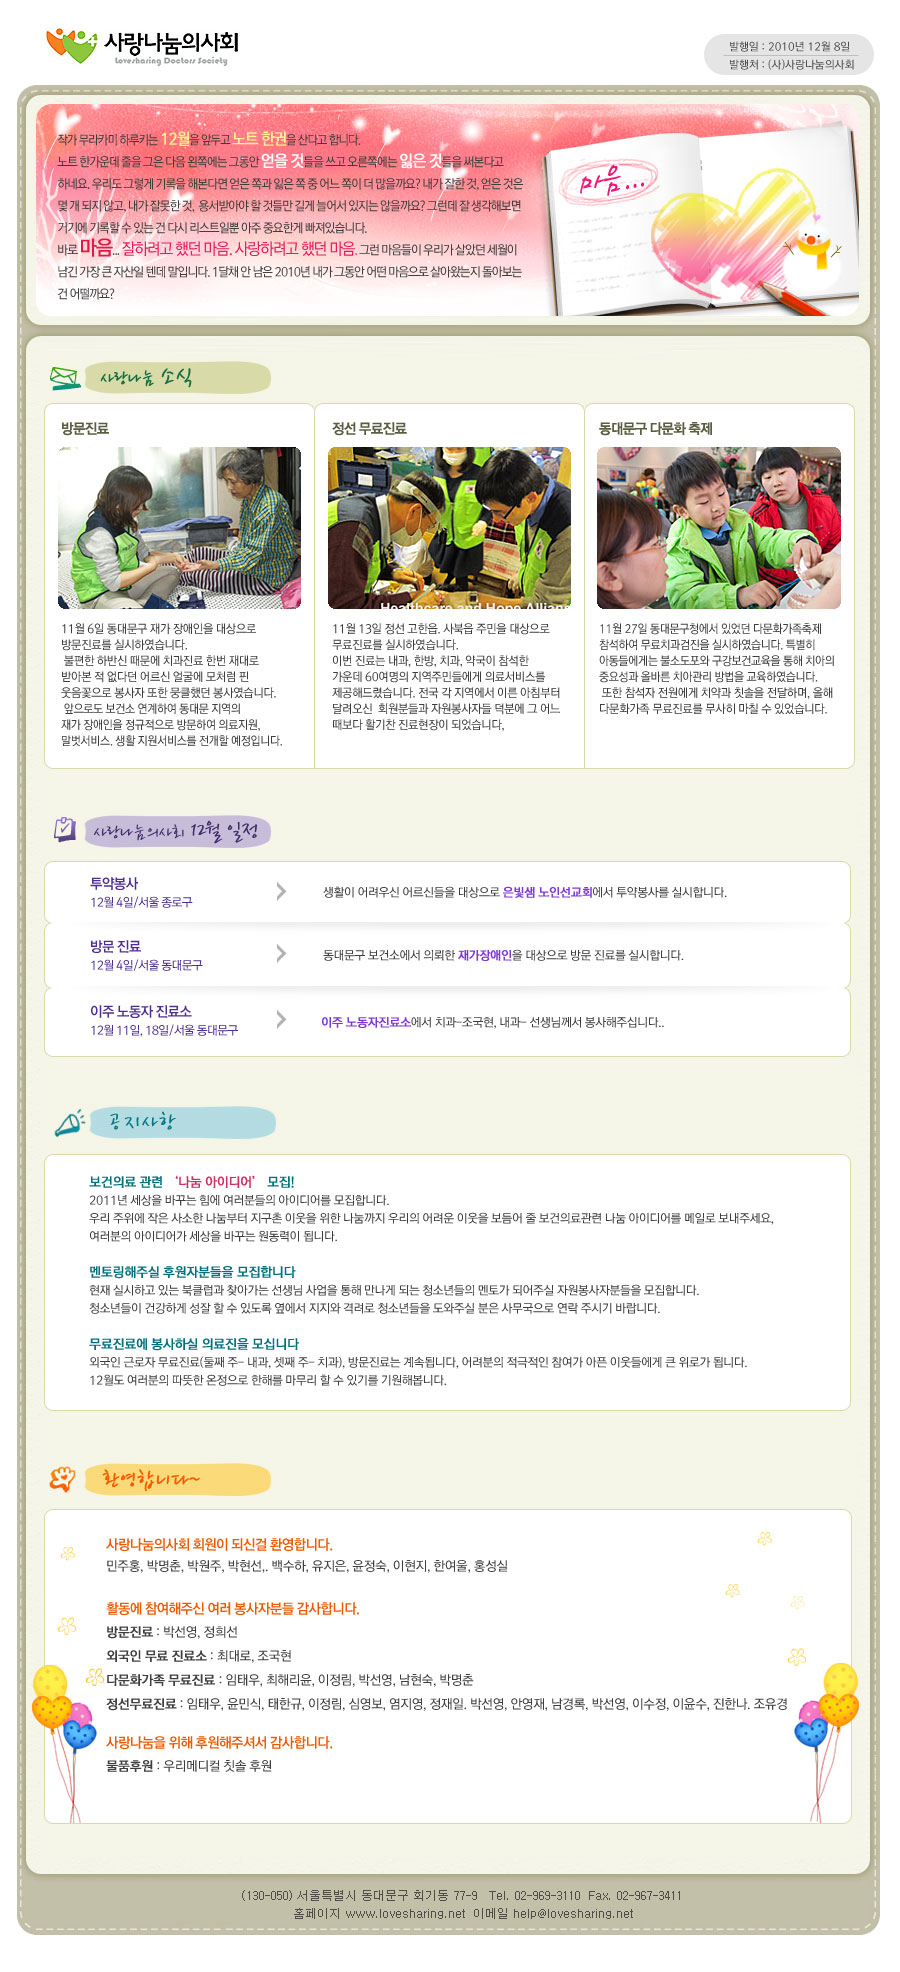 사랑나눔의사회
Lovesharing Doctors Society
발행일 : 2010년 12월 8일
발행처 : (사)사랑나눔의사회
작가 무라카미 하루키는 12월을 앞두고 노트 한권을 산다고 합니다.
노트 한가운데 줄을 그은 다음 왼쪽에는 그동안 얻을 것들을 쓰고 오른쪽에는 잃은 것들을 써본다고
하네요. 우리도 그렇게 기록을 해본다면 얻은 쪽과 잃은 쪽 중 어느 쪽이 더 많을까요? 내가 잘한 것, 얻은 것은
몇 개 되지 않고, 내가 잘못한 것, 용서받아야 할 것들만 길게 늘어서 있지는 않을까요? 그런데 잘 생각해보면
거기에 기록할 수 있는 건 다시 리스트일뿐 아주 중요한게 빠져있습니다.
바로 마음... 잘하려고 했던 마음. 사랑하려고 했던 마음. 그런 마음들이 우리가 살았던 세월이
남긴 가장 큰 자산일 텐데 말입니다. 1달채 안 남은 2010년 내가 그동안 어떤 마음으로 살아왔는지 돌아보는
건 어떨까요?
마음...
사랑나눔 소식
방문진료
정선 무료진료
동대문구 다문화 축제
Healthcare and Hope Allian
11월 6일 동대문구 재가 장애인을 대상으로
방문진료를 실시하였습니다.
불편한 하반신 때문에 치과진료 한번 재대로
받아본 적 없다던 어르신 얼굴에 모처럼 핀
웃음꽃으로 봉사자 또한 뭉클했던 봉사였습니다.
앞으로도 보건소 연계하여 동대문 지역의
재가 장애인을 정규적으로 방문하여 의료지원,
말벗서비스. 생활 지원서비스를 전개할 예정입니다.
11월 13일 정선 고한읍. 사북읍 주민을 대상으로
무료진료를 실시하였습니다.
이번 진료는 내과, 한방, 치과, 약국이 참석한
가운데 60여명의 지역주민들에게 의료서비스를
제공해드렸습니다. 전국 각 지역에서 이른 아침부터
달려오신 회원분들과 자원봉사자들 덕분에 그 어느
때보다 활기찬 진료현장이 되었습니다,
11월 27일 동대문구청에서 있었던 다문화가족축제
참석하여 무료치과검진을 실시하였습니다. 특별히
아동들에게는 불소도포와 구강보건교육을 통해 치아의
중요성과 올바른 치아관리 방법을 교육하였습니다.
또한 참석자 전원에게 치약과 칫솔을 전달하며, 올해
다문화가족 무료진료를 무사히 마칠 수 있었습니다.
사랑나눔의사회 12월 일정
투약봉사
12월 4일/서울 종로구
생활이 어려우신 어르신들을 대상으로 은빛샘 노인선교회에서 투약봉사를 실시합니다.
방문 진료
12월 4일/서울 동대문구
동대문구 보건소에서 의뢰한 재가장애인을 대상으로 방문 진료를 실시합니다.
이주 노동자 진료소
12월 11일, 18일/서울 동대문구
이주 노동자진료소에서 치과-조국현, 내과- 선생님께서 봉사해주십니다..
공지사항
보건의료 관련 '나눔 아이디어' 모집!
2011년 세상을 바꾸는 힘에 여러분들의 아이디어를 모집합니다.
우리 주위에 작은 사소한 나눔부터 지구촌 이웃을 위한 나눔까지 우리의 어려운 이웃을 보듬어 줄 보건의료관련 나눔 아이디어를 메일로 보내주세요,
여러분의 아이디어가 세상을 바꾸는 원동력이 됩니다.
멘토링해주실 후원자분들을 모집합니다
현재 실시하고 있는 북클럽과 찾아가는 선생님 사업을 통해 만나게 되는 청소년들의 멘토가 되어주실 자원봉사자분들을 모집합니다.
청소년들이 건강하게 성잘 할 수 있도록 옆에서 지지와 격려로 청소년들을 도와주실 분은 사무국으로 연락 주시기 바랍니다.
무료진료에 봉사하실 의료진을 모십니다
외국인 근로자 무료진료(둘째 주- 내과, 셋째 주- 치과), 방문진료는 계속됩니다, 여러분의 적극적인 참여가 아픈 이웃들에게 큰 위로가 됩니다.
12월도 여러분의 따뜻한 온정으로 한해를 마무리 할 수 있기를 기원해봅니다.
환영합니다~
사랑나눔의사회 회원이 되신걸 환영합니다.
민주홍, 박명춘, 박원주, 박현선,. 백수하, 유지은, 윤정숙, 이현지, 한여울, 홍성실
활동에 참여해주신 여러 봉사자분들 감사합니다.
방문진료 : 박선영, 정희선
외국인 무료 진료소 : 최대로, 조국현
다문화가족 무료진료 : 임태우, 최해리윤, 이정림, 박선영, 남현숙, 박명춘
정선무료진료 : 임태우, 윤민식, 태한규, 이정림, 심영보, 염지영, 정재일. 박선영, 안영재, 남경록, 박선영, 이수정, 이윤수, 진한나. 조유경
사랑나눔을 위해 후원해주셔서 감사합니다.
물품후원 : 우리메디컬 칫솔 후원
(130-050) 서울특별시 동대문구 회기동 77-9 Tel. 02-969-3110 Fax. 02-967-3411
홈페이지 www.lovesharing.net 이메일 help@lovesharing.net